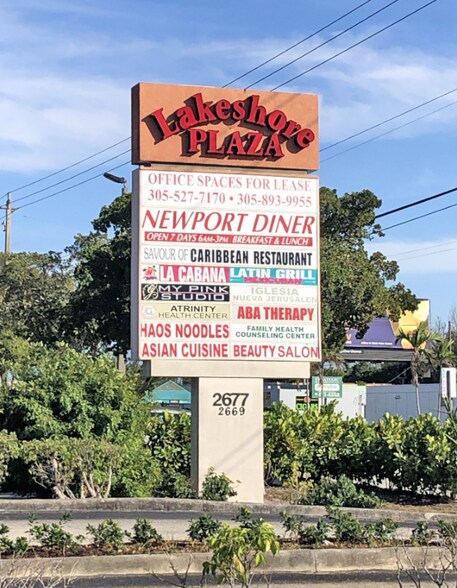 Lakeshore
PLAZA
OFFICE SPACES FOR LEASE
305-527-7170 • 305-893-9955
NEWPORT DINER
OPEN 7 DAYS 6AM-3PM BREAKFAST & LUNCH
SAVOUR OF CARIBBEAN RESTAURANT
LA CABANA LATIN GRILL
MY PINK STUDIO
IGLESIA
NUEVA JERUSALEN
ATRINITY
HEALTH CENTER
ABA THERAPY
HAOS NOODLES
FAMILY HEALTH
COUNSELING CENTER
ASIAN CUISINE BEAUTY SALON
2677
2669